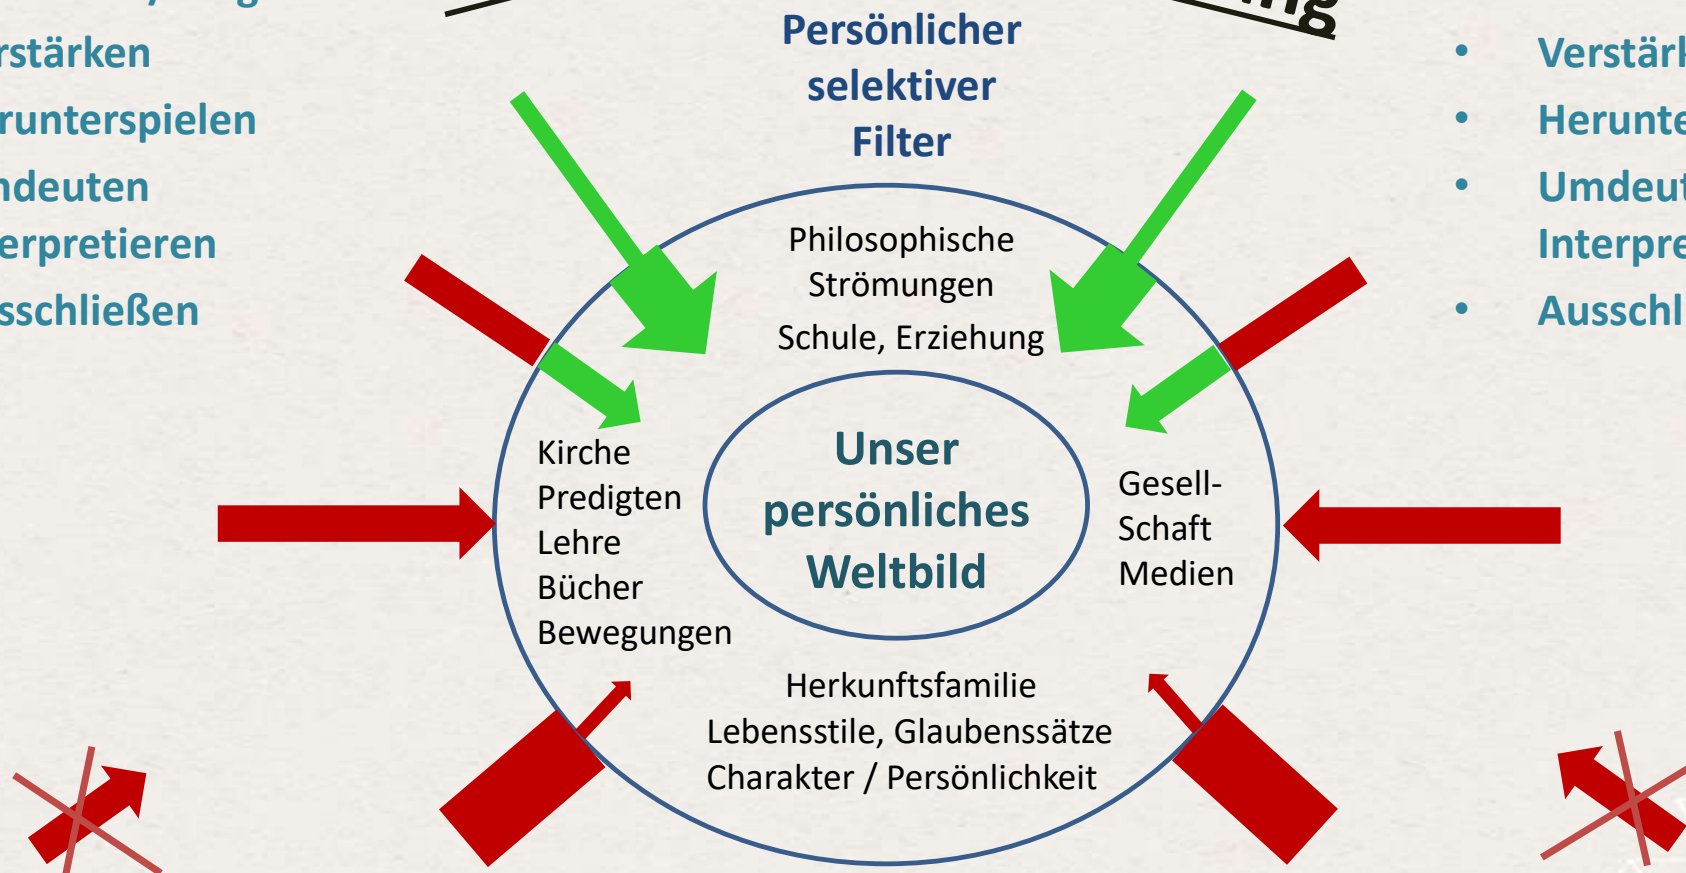 Persönlicher
selektiver
Filter
rstärken
runterspielen
ndeuten
erpretieren
sschließen
• Verstärk
• Herunte
• Umdeut
Interpre
• Ausschl
Philosophische
Strömungen
Schule, Erziehung
Kirche
Predigten
Lehre
Bücher
Bewegungen
Unser
persönliches
Weltbild
Gesell-
Schaft
Medien
Herkunftsfamilie
Lebensstile, Glaubenssätze
Charakter / Persönlichkeit